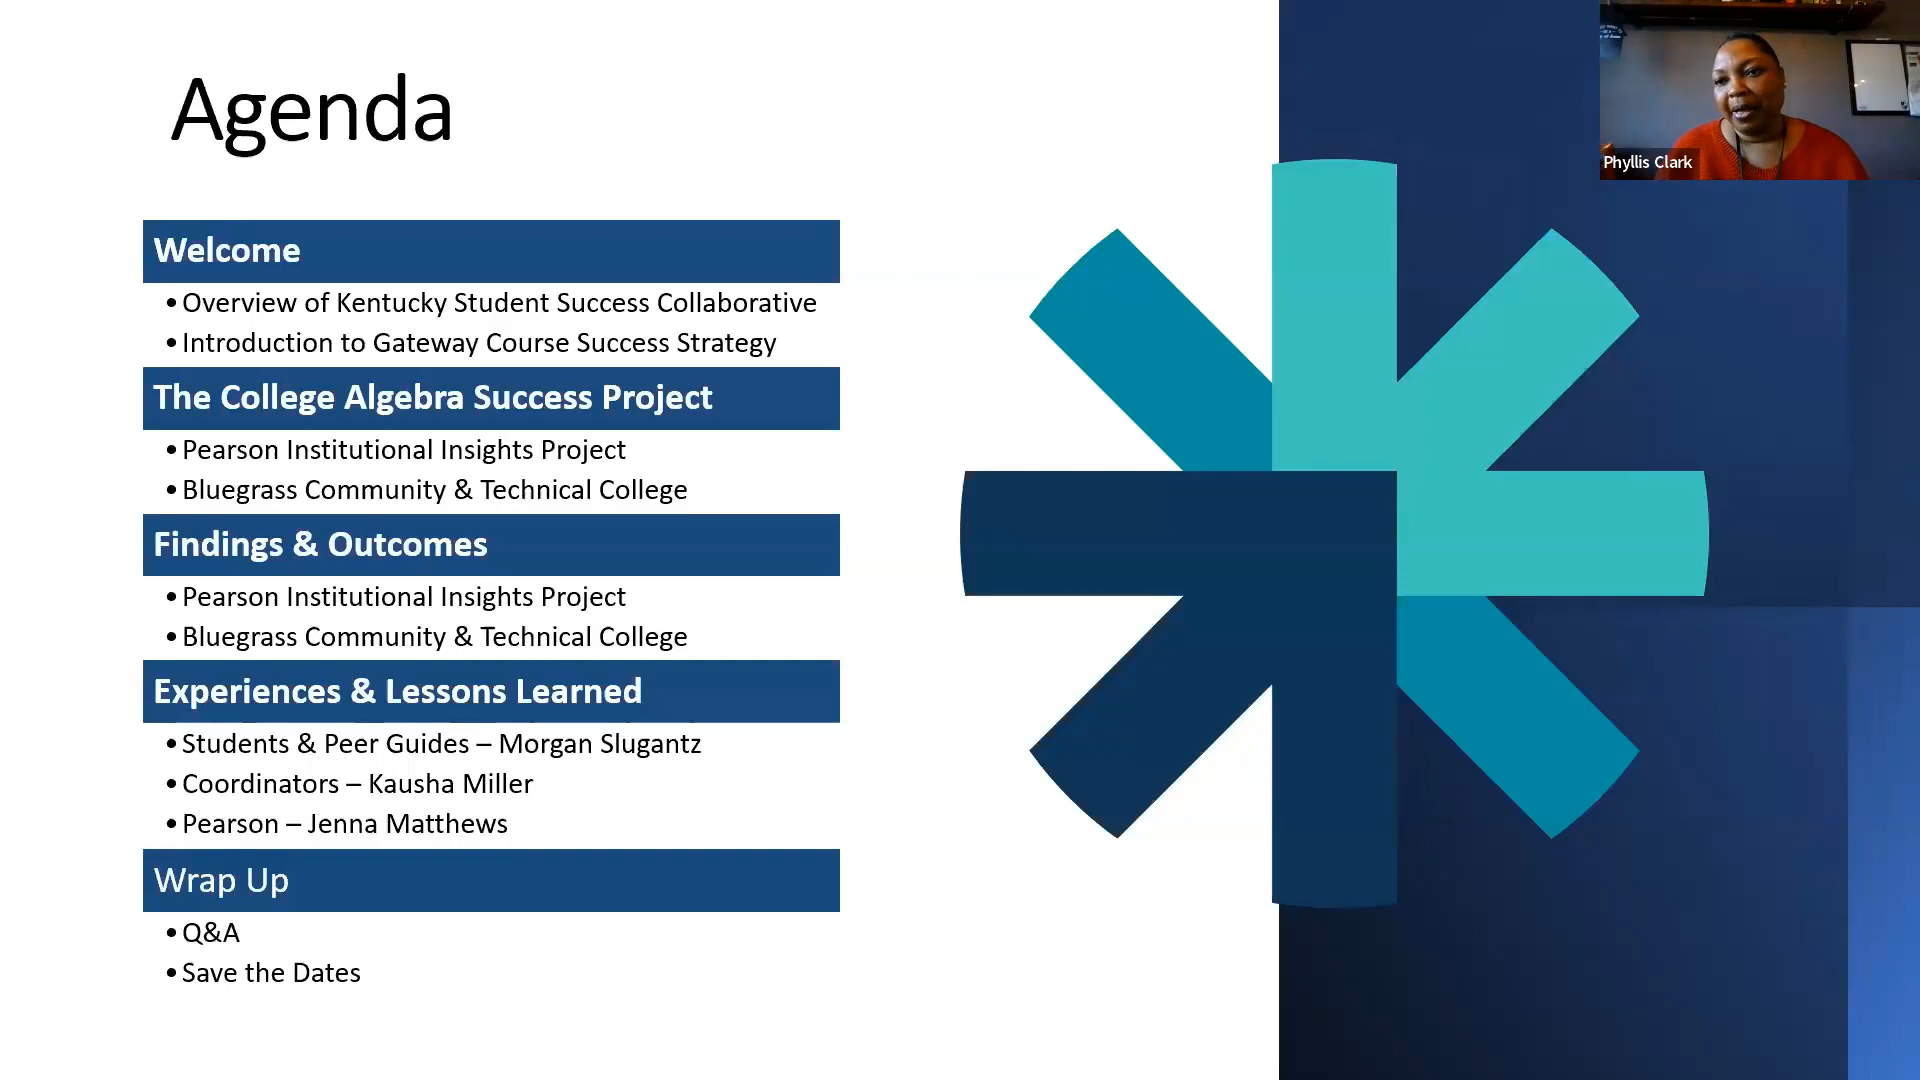 Agenda
Welcome
•Overview of Kentucky Student Success Collaborative
•Introduction to Gateway Course Success Strategy
The College Algebra Success Project
•Pearson Institutional Insights Project
•Bluegrass Community & Technical College
Findings & Outcomes
•Pearson Institutional Insights Project
•Bluegrass Community & Technical College
Experiences & Lessons Learned
•Students & Peer Guides – Morgan Slugantz
•Coordinators – Kausha Miller
•Pearson – Jenna Matthews
Wrap Up
•Q&A
•Save the Dates
Phyllis Clark